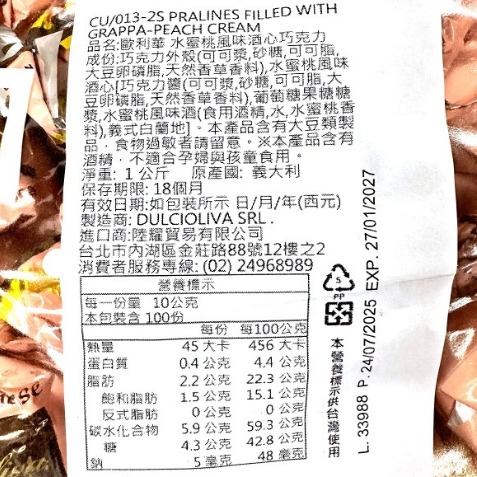 CU/013-2S PRALINES FILLED WITH
GRAPPA-PEACH CREAM
品名:歐利華 水蜜桃風味酒心巧克力
成份:巧克力外殼(可可漿,砂糖,可可脂,
大豆卵磷脂,天然香草香料),水蜜桃風味
酒心[巧克力醬(可可漿,砂糖,可可脂,大
豆卵磷脂,天然香草香料),葡萄糖果糖糖
漿,水蜜桃風味酒(食用酒精,水,水蜜桃香
料),義式白蘭地]。本產品含有大豆類製
品，食物過敏者請留意。※本產品含有
酒精，不適合孕婦與孩童食用。
淨重: 1 公斤 原產國: 義大利
保存期限: 18個月
有效日期:如包裝所示 日/月/年(西元)
製造商: DULCIOLIVA SRL .
進口商:陸耀貿易有限公司
台北市內湖區金莊路88號12樓之2
消費者服務專線: (02) 24968989
營養標示
每一份量 10公克
本包裝含 100份
每份 每100公克
熱量 45 大卡 456 大卡
蛋白質 0.4 公克 4.4 公克
脂肪 2.2 公克 22.3 公克
飽和脂肪 1.5 公克 15.1 公克
反式脂肪 0 公克 0 公克
碳水化合物 5.9 公克 59.3 公克
糖 4.3 公克 42.8 公克
鈉 5 毫克 48 毫克
5
PP
本營養標示供台灣使用
L. 33988 P. 24/07/2025 EXP. 27/01/2027